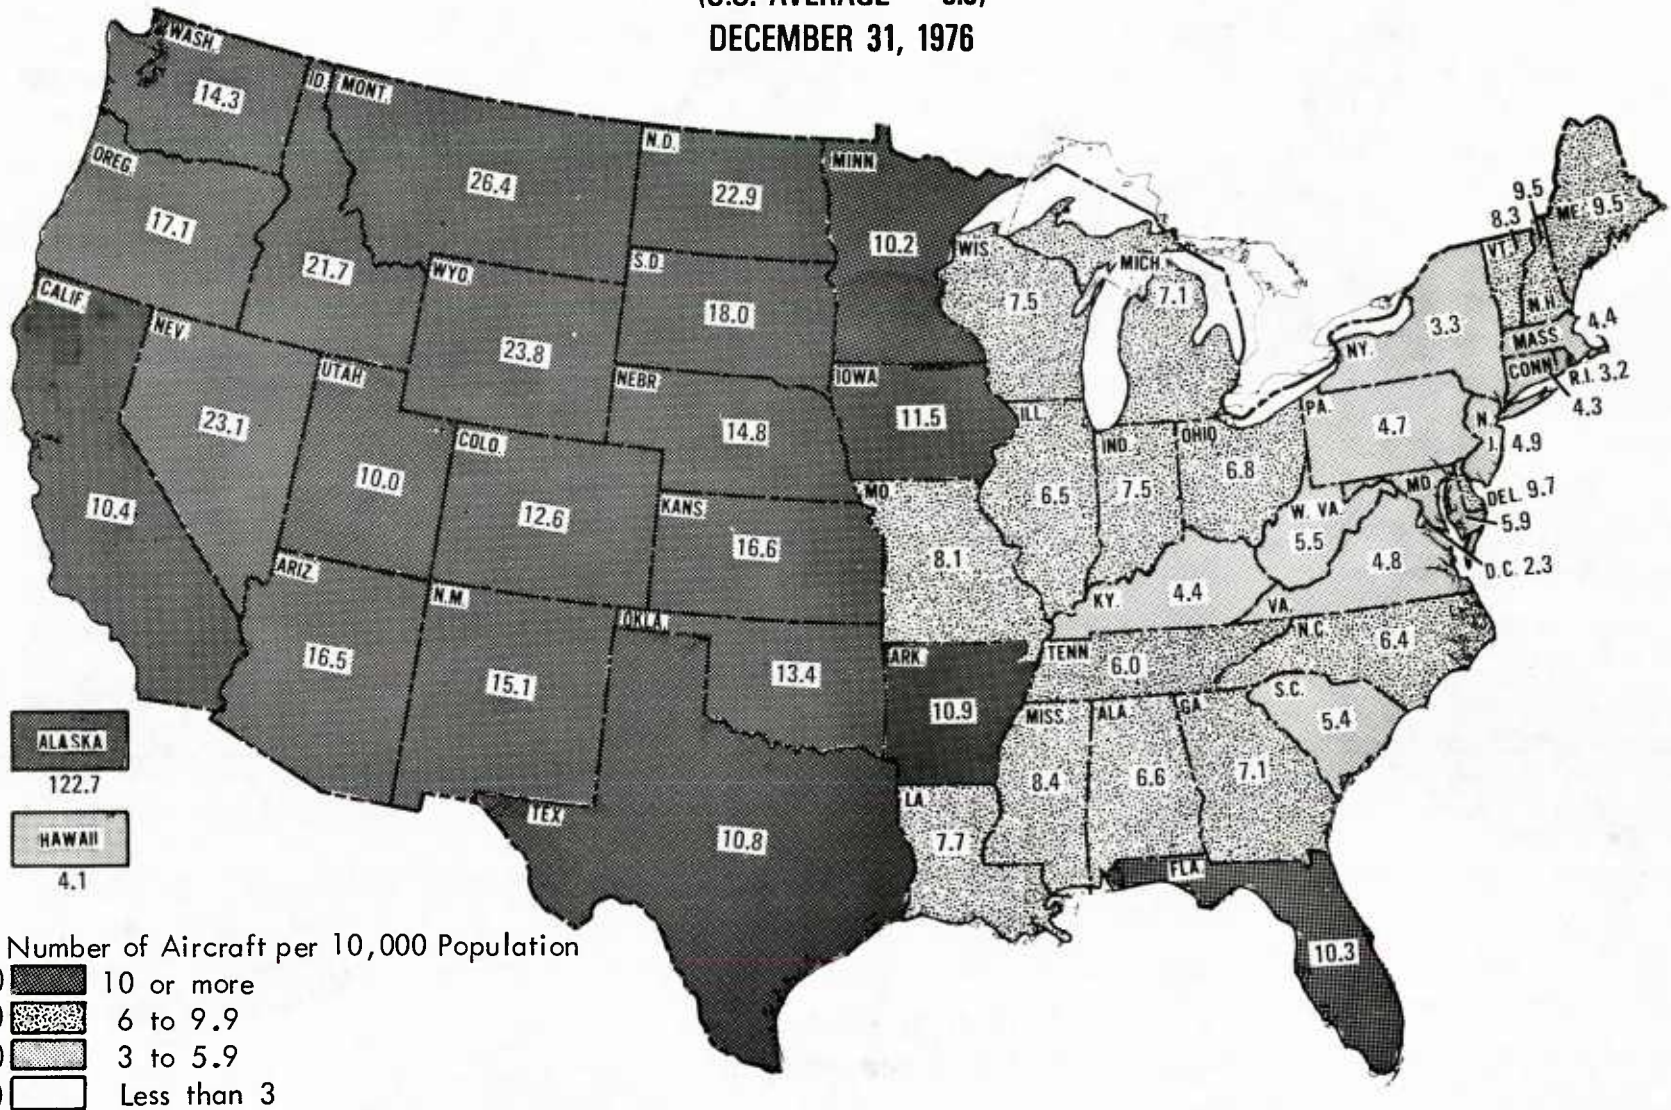 (U.S. AVERAGE
DECEMBER 31, 1976
WASH.
14.3
ID.
MONT.
26.4
N.D.
22.9
MINN
10.2
OREG.
17.1
21.7
WYO.
23.8
S.D.
18.0
WIS.
7.5
MICH.
7.1
9.5
8.3
VT.
N.H.
ME. 9.5
4.4
MASS
CONN.
R.I. 3.2
4.3
NY.
3.3
CALIF.
10.4
NEV.
23.1
UTAH
10.0
COLO.
12.6
NEBR.
14.8
IOWA
11.5
ILL
6.5
IND.
7.5
OHIO
6.8
PA.
4.7
N.
J. 4.9
MD
DEL. 9.7
5.9
D.C. 2.3
W. VA.
5.5
VA.
4.8
KANS.
16.6
MO.
8.1
KY.
4.4
ARIZ.
16.5
N.M.
15.1
OKLA.
13.4
ARK.
10.9
TENN
6.0
N.C.
6.4
S.C.
5.4
MISS.
8.4
ALA.
6.6
GA
7.1
TEX
10.8
LA.
7.7
FLA.
10.3
ALASKA
122.7
HAWAII
4.1
Number of Aircraft per 10,000 Population
10 or more
6 to 9.9
3 to 5.9
Less than 3